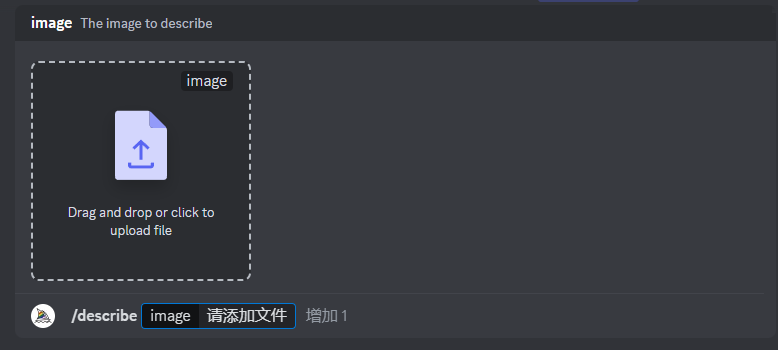 image The image to describe
image
Drag and drop or click to
upload file
/describe image 请添加文件 增加 1